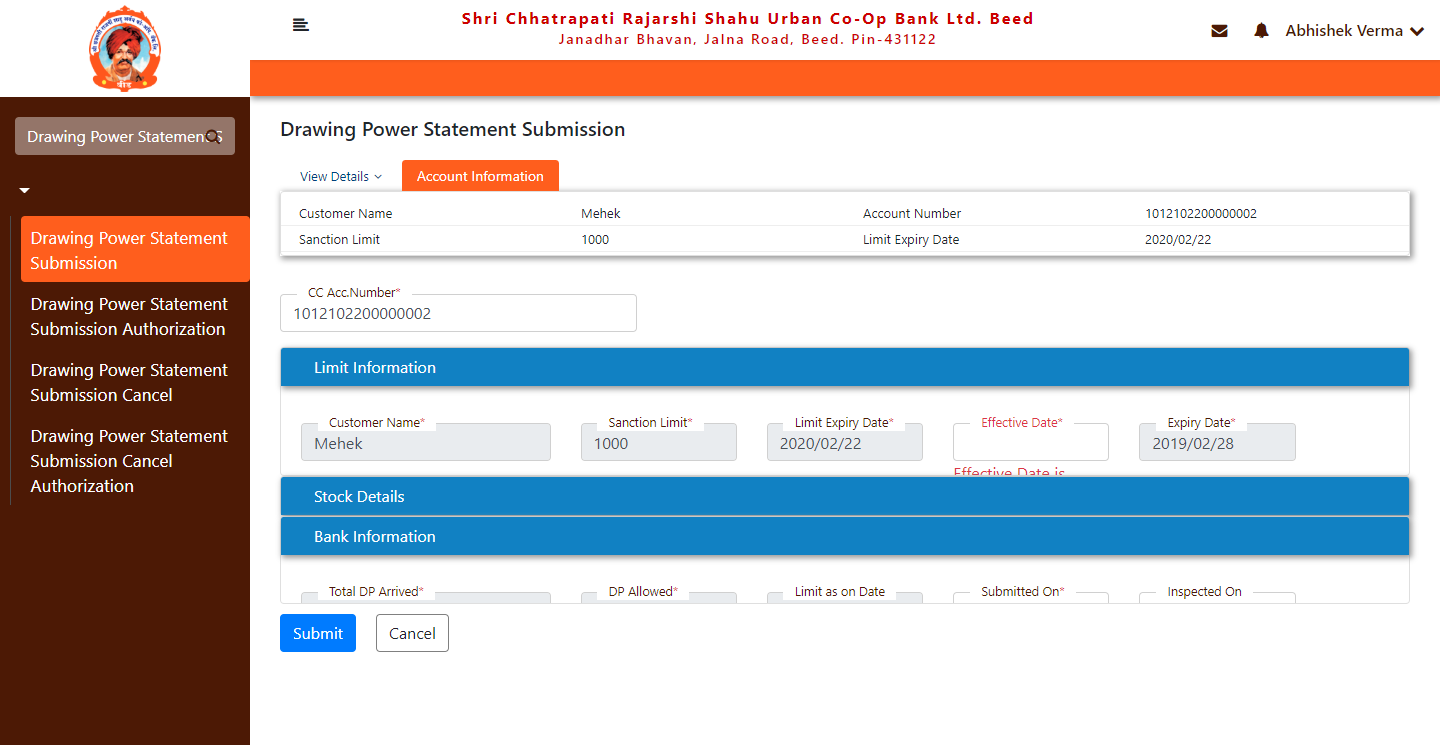 Shri Chhatrapati Rajarshi Shahu Urban Co-Op Bank Ltd. Beed
Janadhar Bhavan, Jalna Road, Beed. Pin-431122
Abhishek Verma
बीड
Drawing Power Statement
Drawing Power Statement
Submission
Drawing Power Statement
Submission Authorization
Drawing Power Statement
Submission Cancel
Drawing Power Statement
Submission Cancel
Authorization
Drawing Power Statement Submission
View Details
Account Information
Customer Name Mehek Account Number 1012102200000002
Sanction Limit 1000 Limit Expiry Date 2020/02/22
CC Acc.Number*
1012102200000002
Limit Information
Customer Name* Sanction Limit* Limit Expiry Date* Effective Date* Expiry Date*
Mehek 1000 2020/02/22 2019/02/28
Effective Date is
Stock Details
Bank Information
Total DP Arrived* DP Allowed* Limit as on Date Submitted On* Inspected On
Submit Cancel